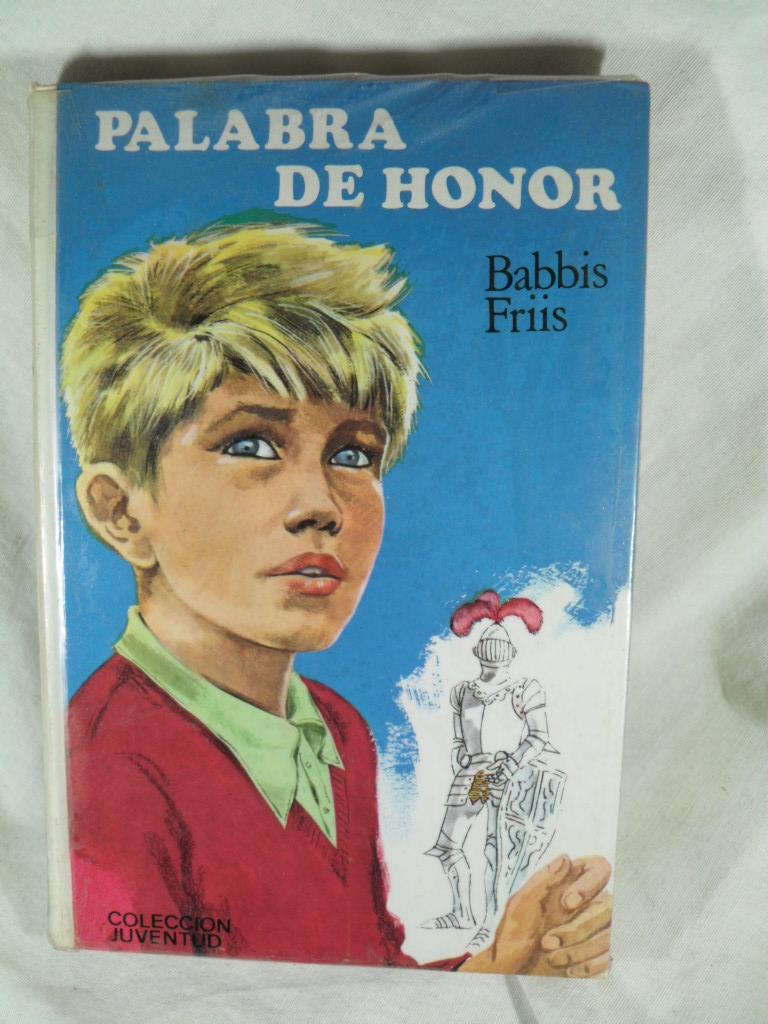 PALABRA
DE HONOR
Babbis
Friis
COLECCION
JUVENTUD